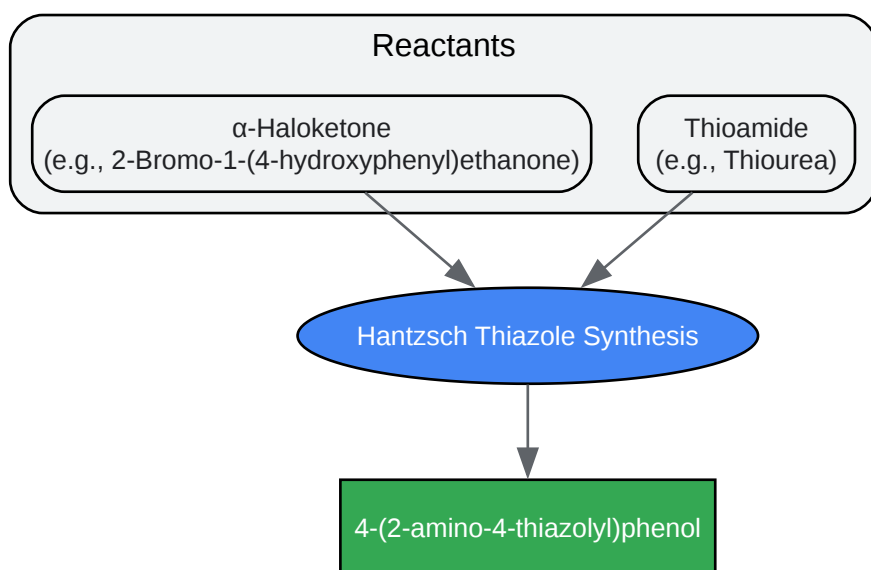 Reactants
α-Haloketone
(e.g., 2-Bromo-1-(4-hydroxyphenyl)ethanone)
Thioamide
(e.g., Thiourea)
Hantzsch Thiazole Synthesis
4-(2-amino-4-thiazolyl)phenol